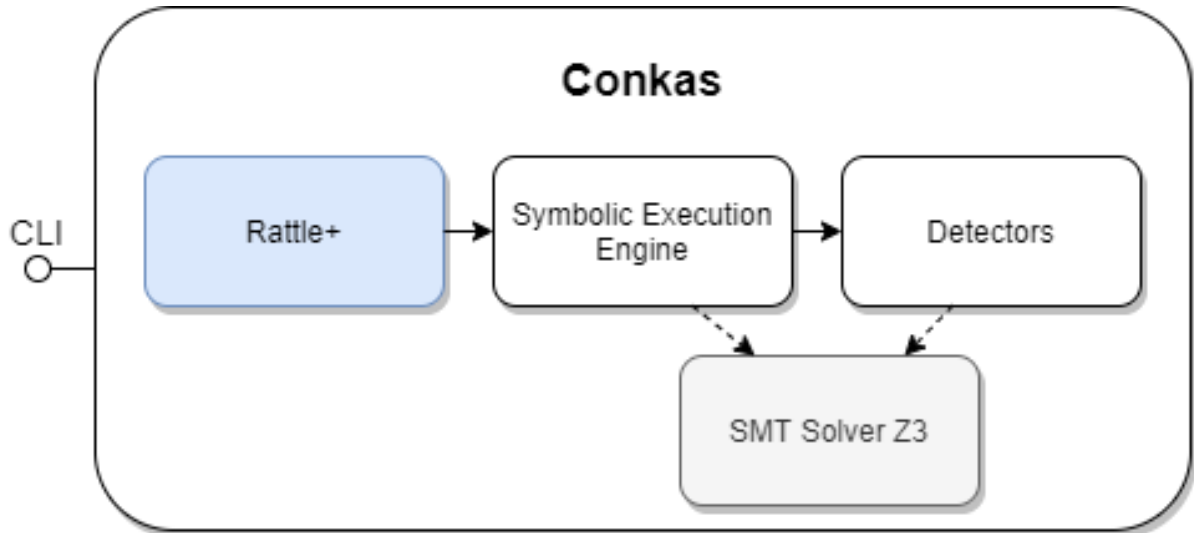 Conkas
CLI
Rattle+
Symbolic Execution
Engine
Detectors
SMT Solver Z3